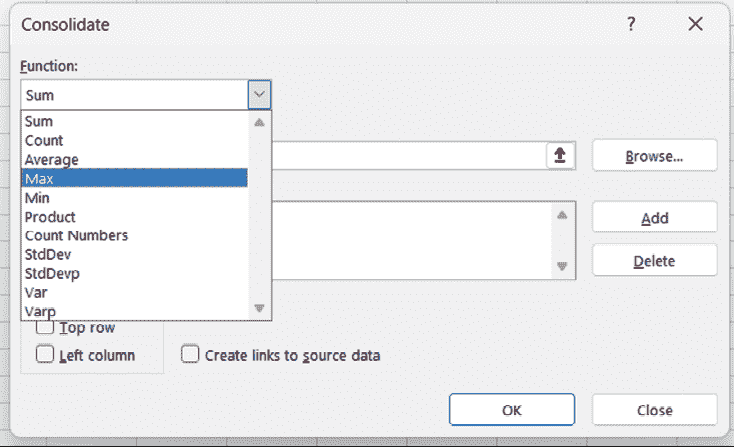 Consolidate ?
Function:
Sum
Sum
Count
Average
Max
Min
Product
Count Numbers
StdDev
StdDevp
Var
Varp
Browse...
Add
Delete
Top row
Left column
Create links to source data
OK
Close